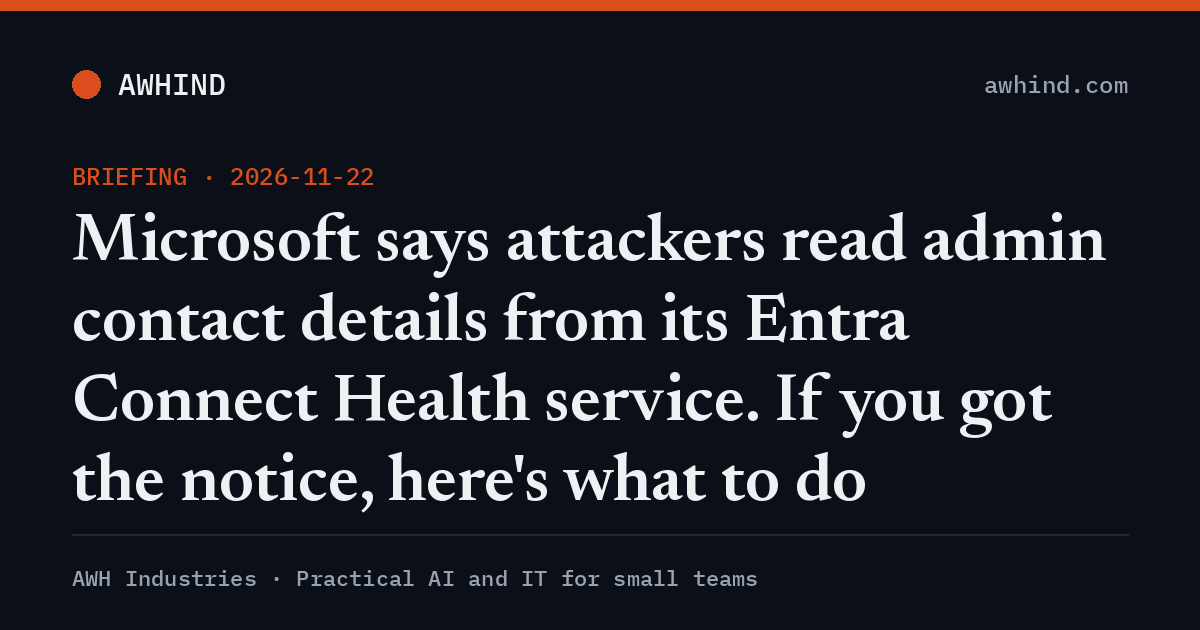 AWHIND
awhind.com
BRIEFING · 2026-11-22
Microsoft says attackers read admin
contact details from its Entra
Connect Health service. If you got
the notice, here's what to do
AWH Industries · Practical AI and IT for small teams